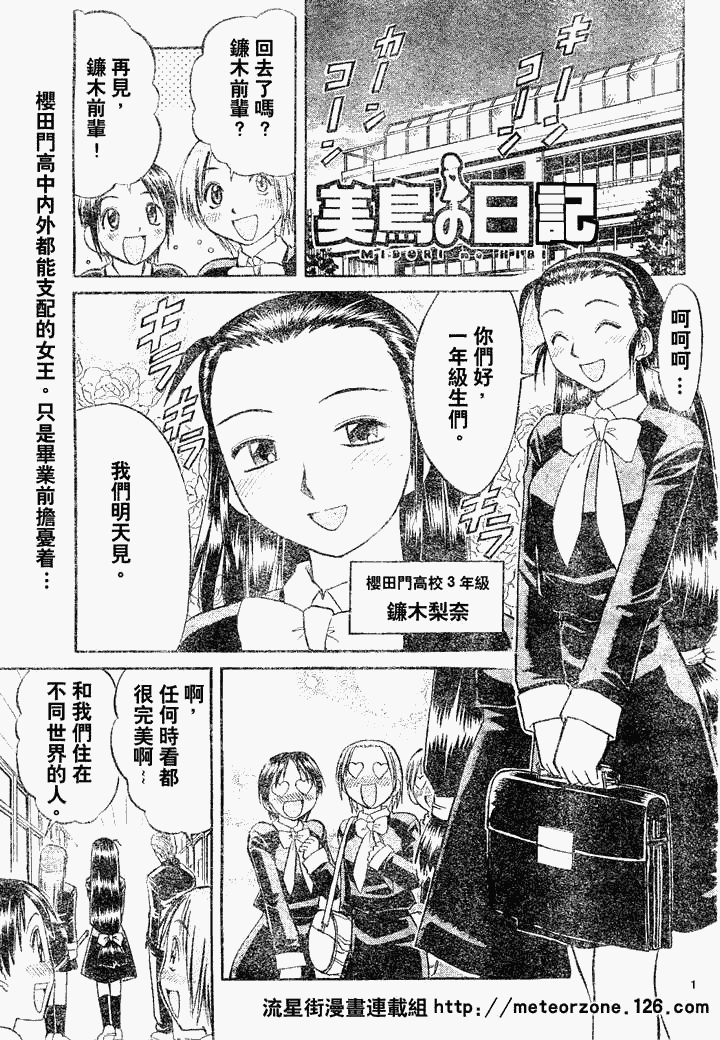 キーン
コーン
カーン
コーン
美鳥の日記
MIDORI NO HIBI
回去了嗎？
鐮木前輩？
再見，
鐮木前輩！
櫻田門高中內外都能支配的女王。只是畢業前擔憂着…
呵呵呵…
你們好，
一年級生們。
キラ
キラ
キラ
我們明天見。
櫻田門高校３年級
鐮木梨奈
啊，
任何時看都
很完美啊~
和我們住在
不同世界的人。
1
流星街漫畫連載組 http://meteorzone.126.com/